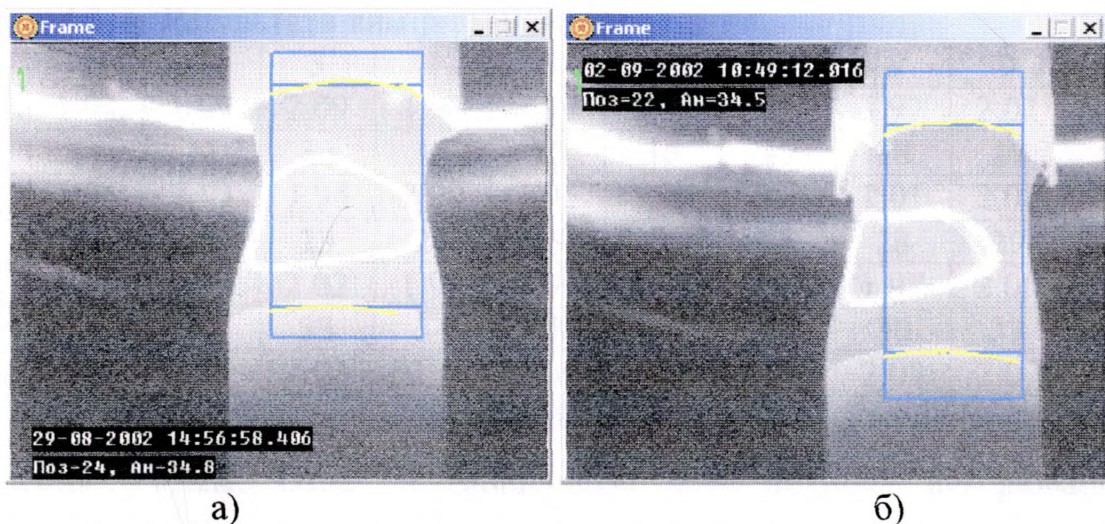 Frame
1
29-08-2002 14:56:58.406
Поз=24, Ан=34.8
Frame
1
02-09-2002 10:49:12.016
Поз=22, Ан=34.5
а)
б)